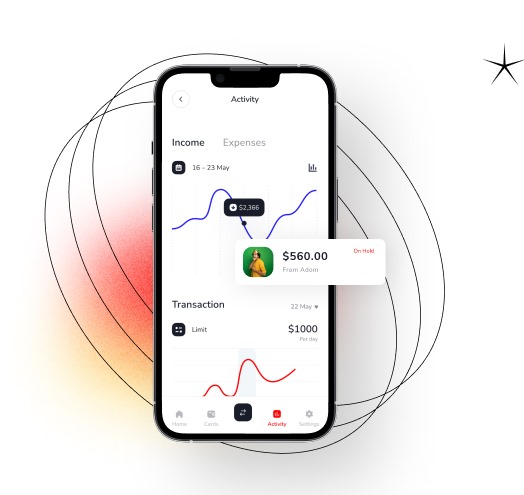 Activity
Income Expenses
16 – 23 May
$2,366
$560.00 On Hold
From Adom
Transaction 22 May
Limit $1000
Per day
Home Cards Activity Settings